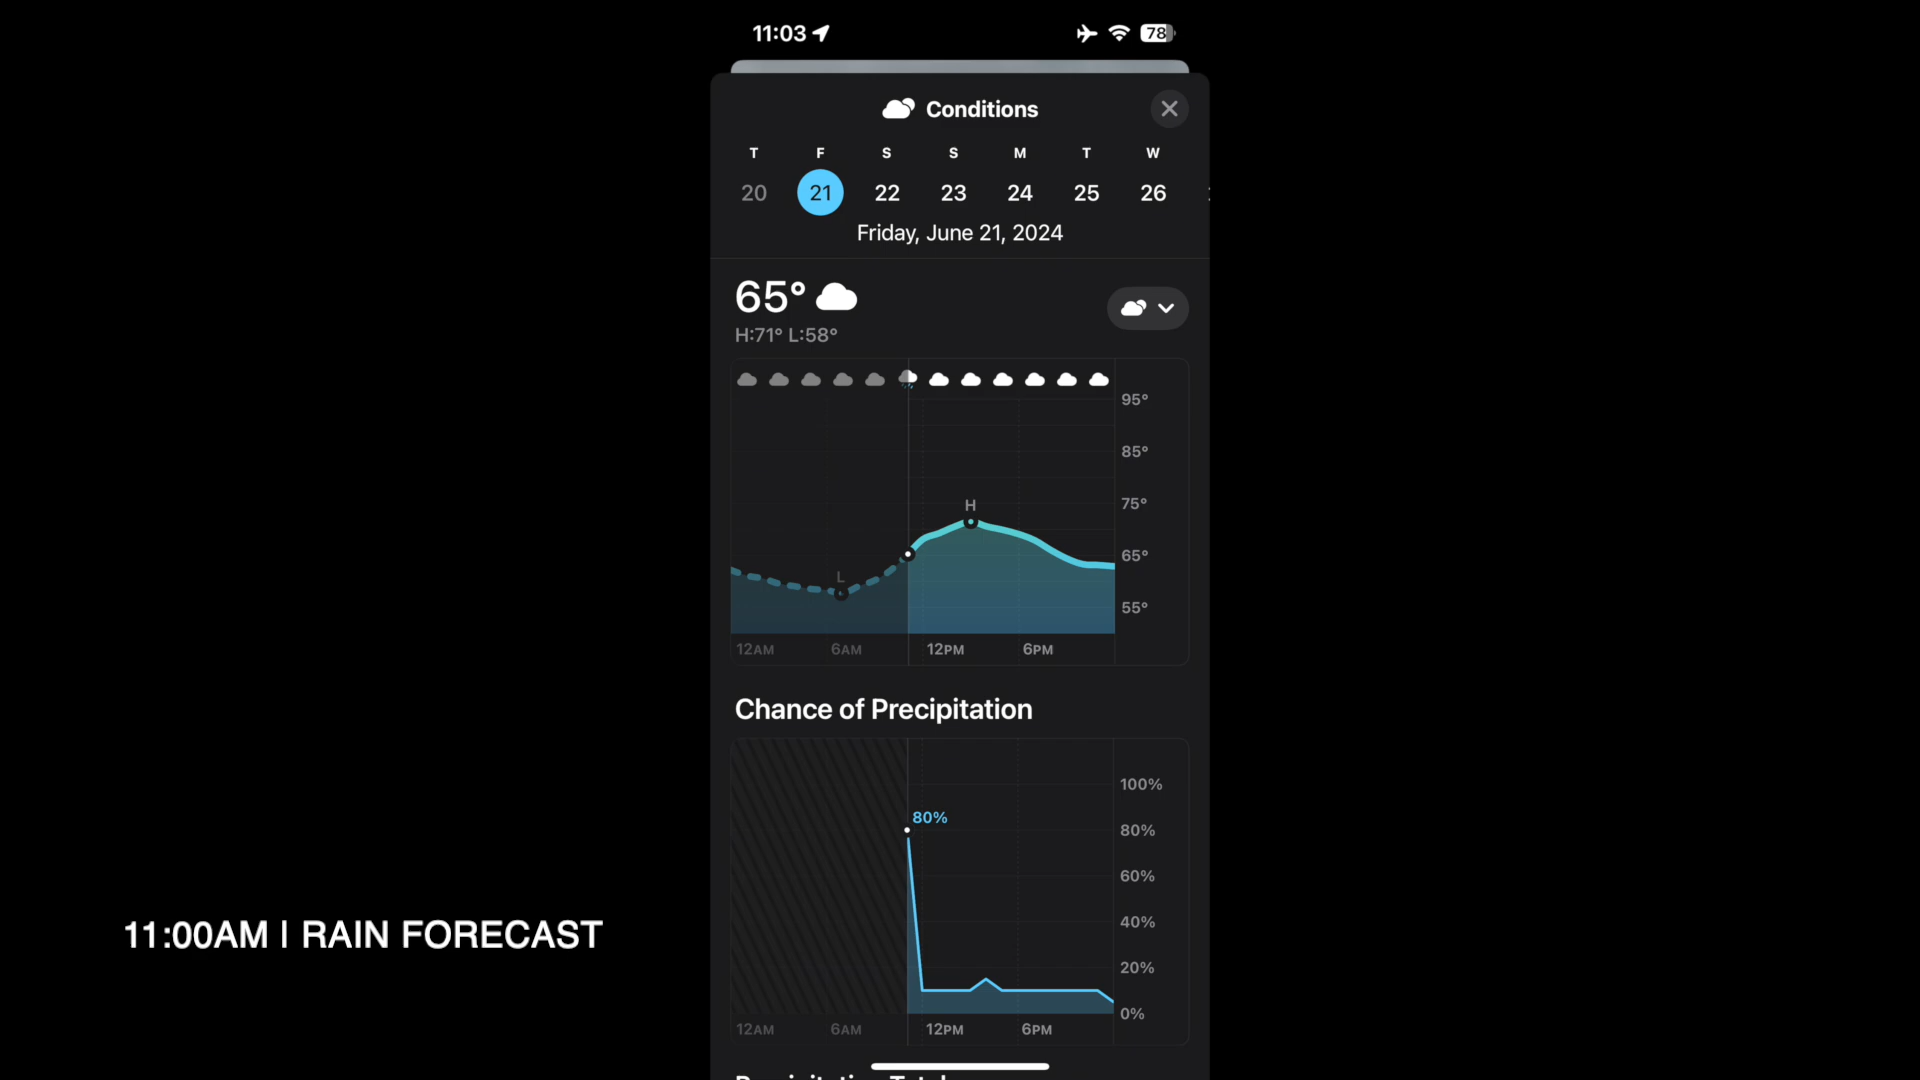 11:03
78
Conditions
T F S S M T W
20 21 22 23 24 25 26
Friday, June 21, 2024
65°
H:71° L:58°
95°
85°
75°
H
65°
L
55°
12AM 6AM 12PM 6PM
Chance of Precipitation
100%
80%
80%
60%
40%
11:00AM | RAIN FORECAST
20%
0%
12AM 6AM 12PM 6PM